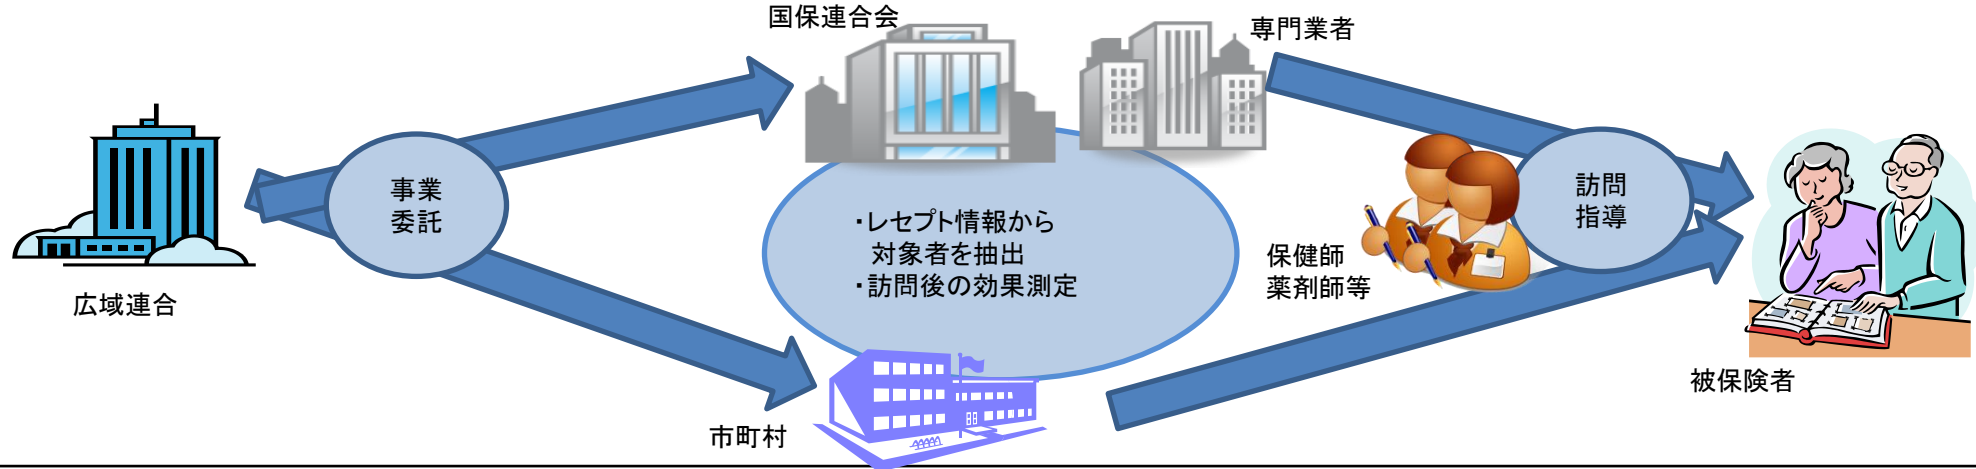 国保連合会
専門業者
事業
委託
訪問
指導
・レセプト情報から
対象者を抽出
・訪問後の効果測定
保健師
薬剤師等
広域連合
被保険者
市町村